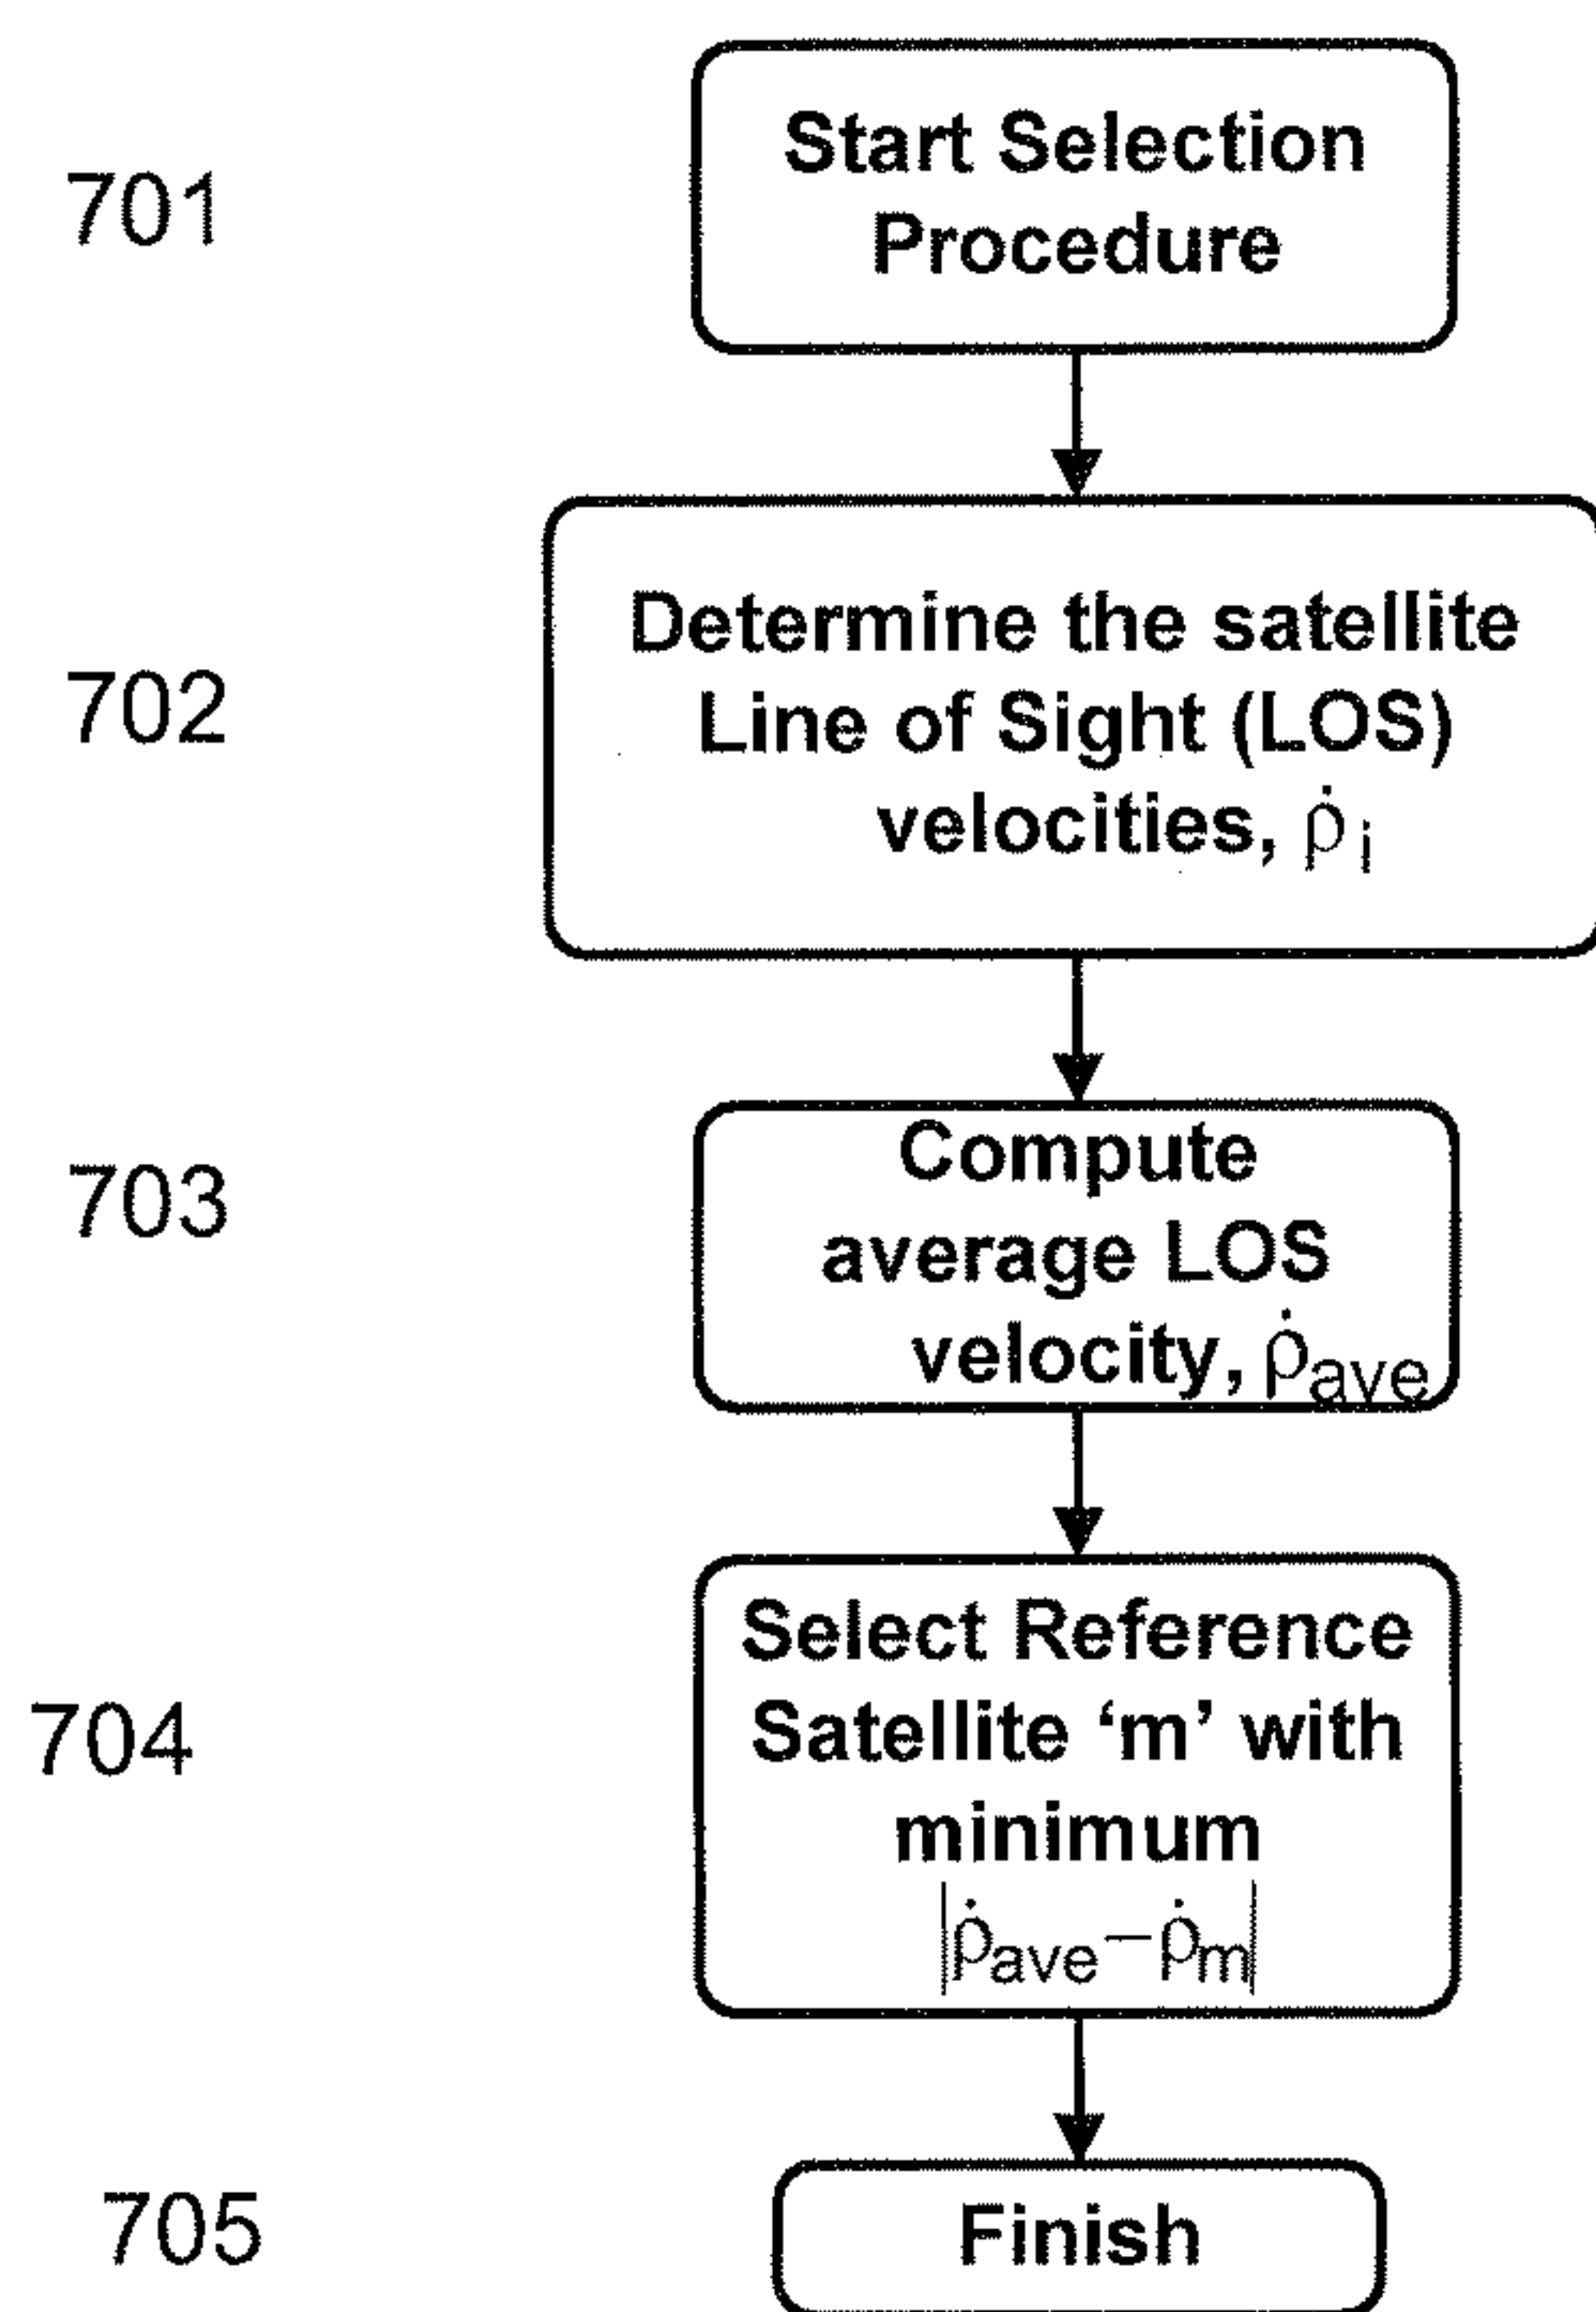 701
Start Selection
Procedure
702
Determine the satellite
Line of Sight (LOS)
velocities, ρ̇i
703
Compute
average LOS
velocity, ρ̇ave
704
Select Reference
Satellite ‘m’ with
minimum
|ρ̇ave−ρ̇m|
705
Finish